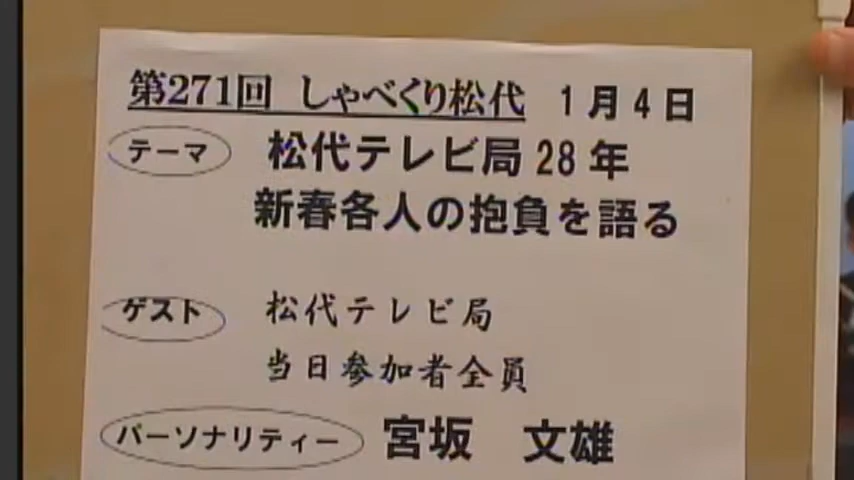 第271回 しゃべくり松代 1月4日
テーマ 松代テレビ局28年
新春各人の抱負を語る
ゲスト 松代テレビ局
当日参加者全員
パーソナリティー 宮坂 文雄